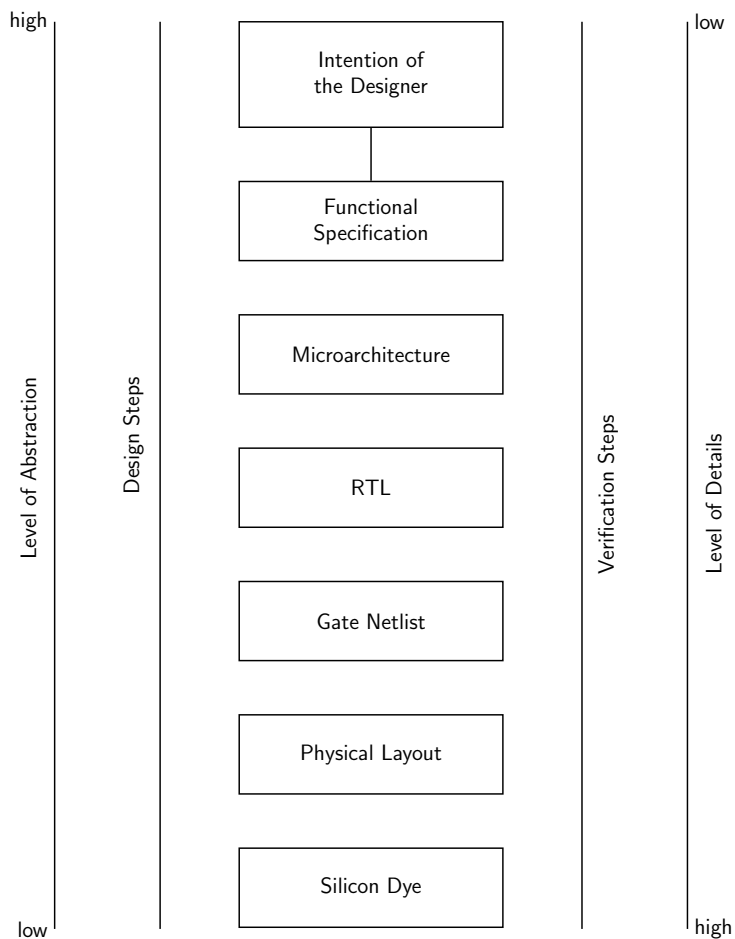 high
low
Intention of
the Designer
Functional
Specification
Microarchitecture
Level of Abstraction
Design Steps
RTL
Verification Steps
Level of Details
Gate Netlist
Physical Layout
Silicon Dye
low
high